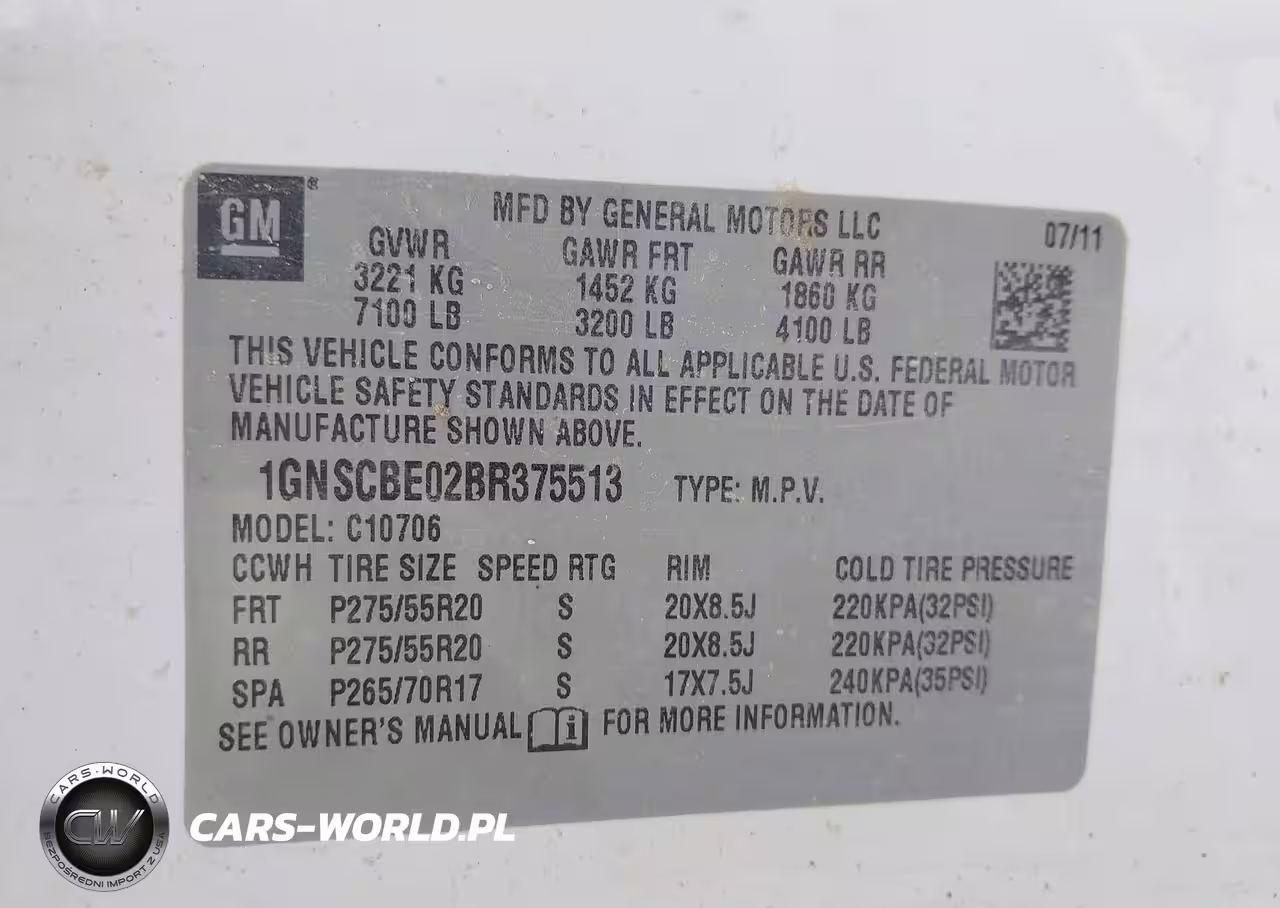 GM®
MFD BY GENERAL MOTORS LLC
07/11
GVWR GAWR FRT GAWR RR
3221 KG 1452 KG 1860 KG
7100 LB 3200 LB 4100 LB
THIS VEHICLE CONFORMS TO ALL APPLICABLE U.S. FEDERAL MOTOR
VEHICLE SAFETY STANDARDS IN EFFECT ON THE DATE OF
MANUFACTURE SHOWN ABOVE.
1GNSCBE02BR375513 TYPE: M.P.V.
MODEL: C10706
CCWH TIRE SIZE SPEED RTG RIM COLD TIRE PRESSURE
FRT P275/55R20 S 20X8.5J 220KPA(32PSI)
RR P275/55R20 S 20X8.5J 220KPA(32PSI)
SPA P265/70R17 S 17X7.5J 240KPA(35PSI)
SEE OWNER'S MANUAL i FOR MORE INFORMATION.
CARS-WORLD
CW
BEZPOŚREDNI IMPORT Z USA
CARS-WORLD.PL